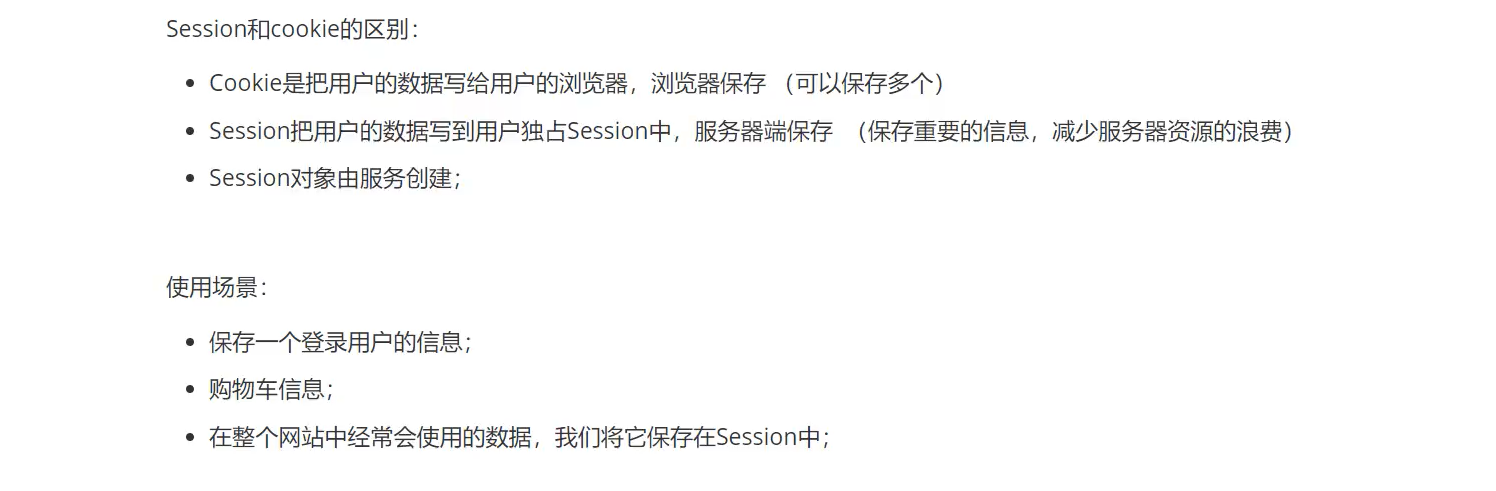 Session和cookie的区别：
Cookie是把用户的数据写给用户的浏览器，浏览器保存 （可以保存多个）
Session把用户的数据写到用户独占Session中，服务器端保存 （保存重要的信息，减少服务器资源的浪费）
Session对象由服务创建；
使用场景：
保存一个登录用户的信息；
购物车信息；
在整个网站中经常会使用的数据，我们将它保存在Session中；